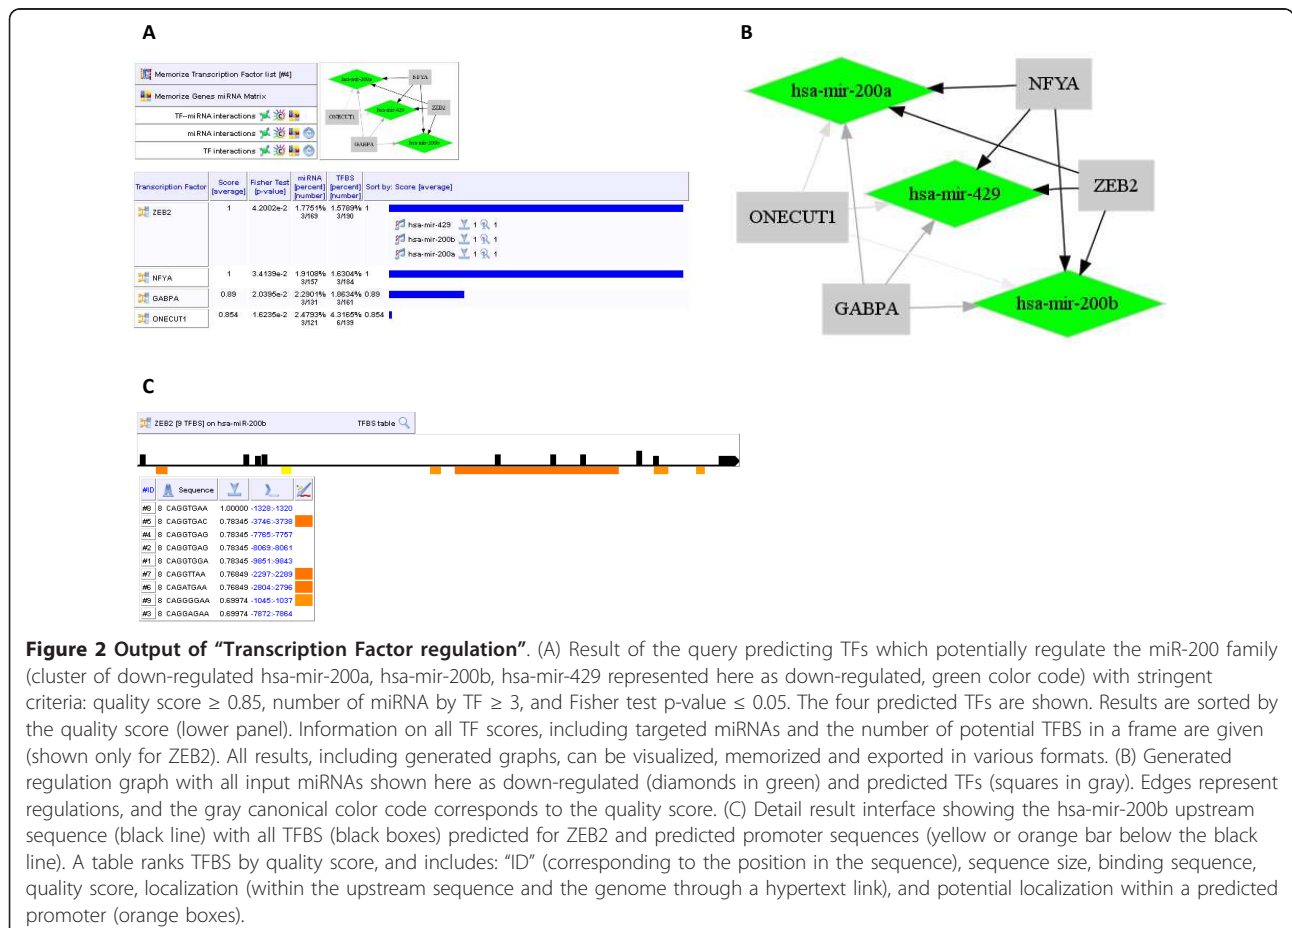 A
Memorize Transcription Factor list [#4]
Memorize Genes miRNA Matrix
TF-miRNA interactions
miRNA interactions
TF interactions
hsa-mir-200a
NFYA
hsa-mir-429
ZEB2
ONECUT1
GABPA
hsa-mir-200b
Transcription Factor Score [average] Fisher Test [p-value] miRNA [percent] [number] TFBS [percent] [number] Sort by: Score [average]
ZEB2 1 4.2002e-2 1.7751% 3/169 1.5789% 3/190 1
hsa-mir-429 1 1
hsa-mir-200b 1 1
hsa-mir-200a 1 1
NFYA 1 3.4139e-2 1.9108% 3/157 1.6304% 3/184 1
GABPA 0.89 2.0395e-2 2.2901% 3/131 1.8634% 3/161 0.89
ONECUT1 0.854 1.6235e-2 2.4793% 3/121 4.3165% 6/139 0.854
B
hsa-mir-200a
NFYA
hsa-mir-429
ZEB2
ONECUT1
GABPA
hsa-mir-200b
C
ZEB2 [9 TFBS] on hsa-miR-200b TFBS table
#ID Sequence
#8 8 CAGGTGAA 1.00000 -1328:-1320
#5 8 CAGGTGAC 0.78345 -3746:-3738
#4 8 CAGGTGAG 0.78345 -7765:-7757
#2 8 CAGGTGAG 0.78345 -8069:-8061
#1 8 CAGGTGGA 0.78345 -9851:-9843
#7 8 CAGGTTAA 0.76849 -2297:-2289
#6 8 CAGATGAA 0.76849 -2804:-2796
#9 8 CAGGGGAA 0.69974 -1045:-1037
#3 8 CAGGAGAA 0.69974 -7872:-7864
Figure 2 Output of “Transcription Factor regulation”. (A) Result of the query predicting TFs which potentially regulate the miR-200 family
(cluster of down-regulated hsa-mir-200a, hsa-mir-200b, hsa-mir-429 represented here as down-regulated, green color code) with stringent
criteria: quality score ≥ 0.85, number of miRNA by TF ≥ 3, and Fisher test p-value ≤ 0.05. The four predicted TFs are shown. Results are sorted by
the quality score (lower panel). Information on all TF scores, including targeted miRNAs and the number of potential TFBS in a frame are given
(shown only for ZEB2). All results, including generated graphs, can be visualized, memorized and exported in various formats. (B) Generated
regulation graph with all input miRNAs shown here as down-regulated (diamonds in green) and predicted TFs (squares in gray). Edges represent
regulations, and the gray canonical color code corresponds to the quality score. (C) Detail result interface showing the hsa-mir-200b upstream
sequence (black line) with all TFBS (black boxes) predicted for ZEB2 and predicted promoter sequences (yellow or orange bar below the black
line). A table ranks TFBS by quality score, and includes: “ID” (corresponding to the position in the sequence), sequence size, binding sequence,
quality score, localization (within the upstream sequence and the genome through a hypertext link), and potential localization within a predicted
promoter (orange boxes).